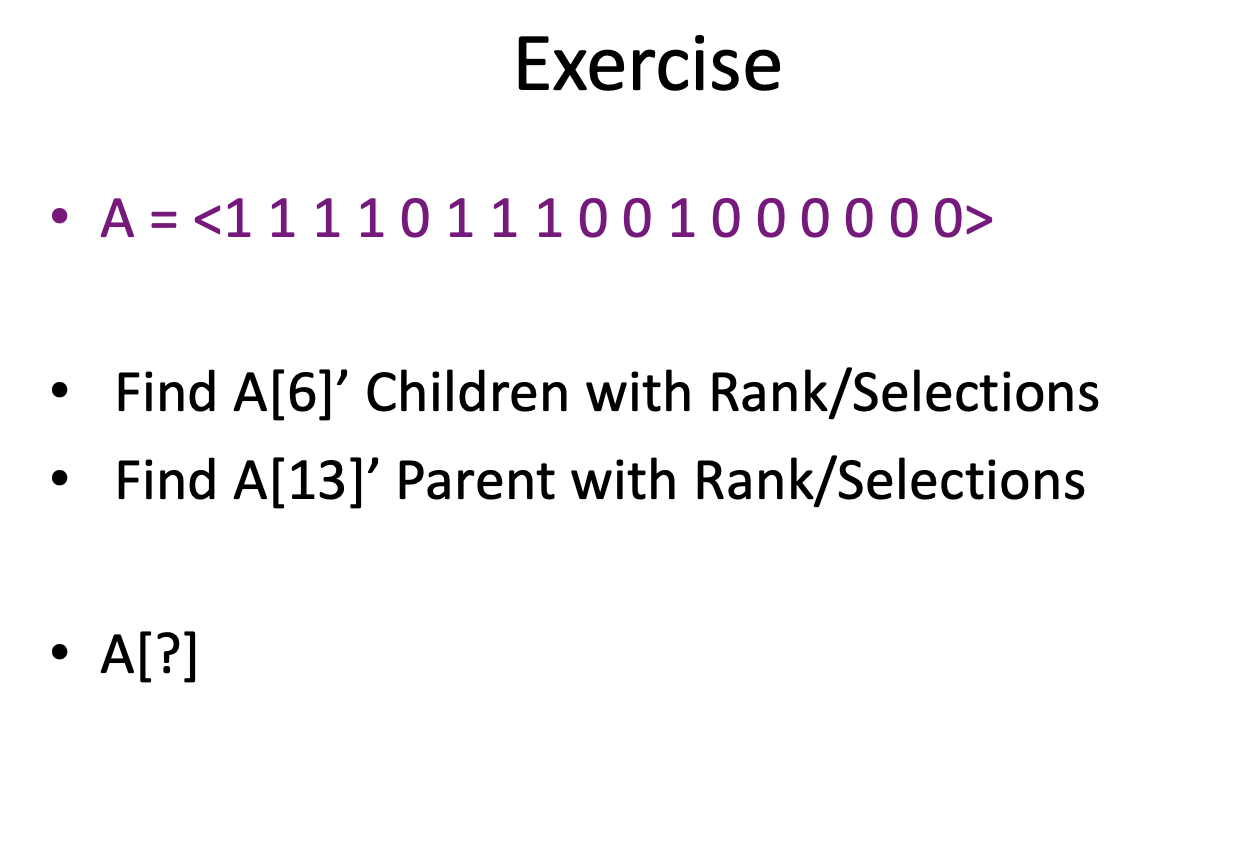 Exercise
• A = <1 1 1 1 0 1 1 1 0 0 1 0 0 0 0 0 0>
• Find A[6]’ Children with Rank/Selections
• Find A[13]’ Parent with Rank/Selections
• A[?]